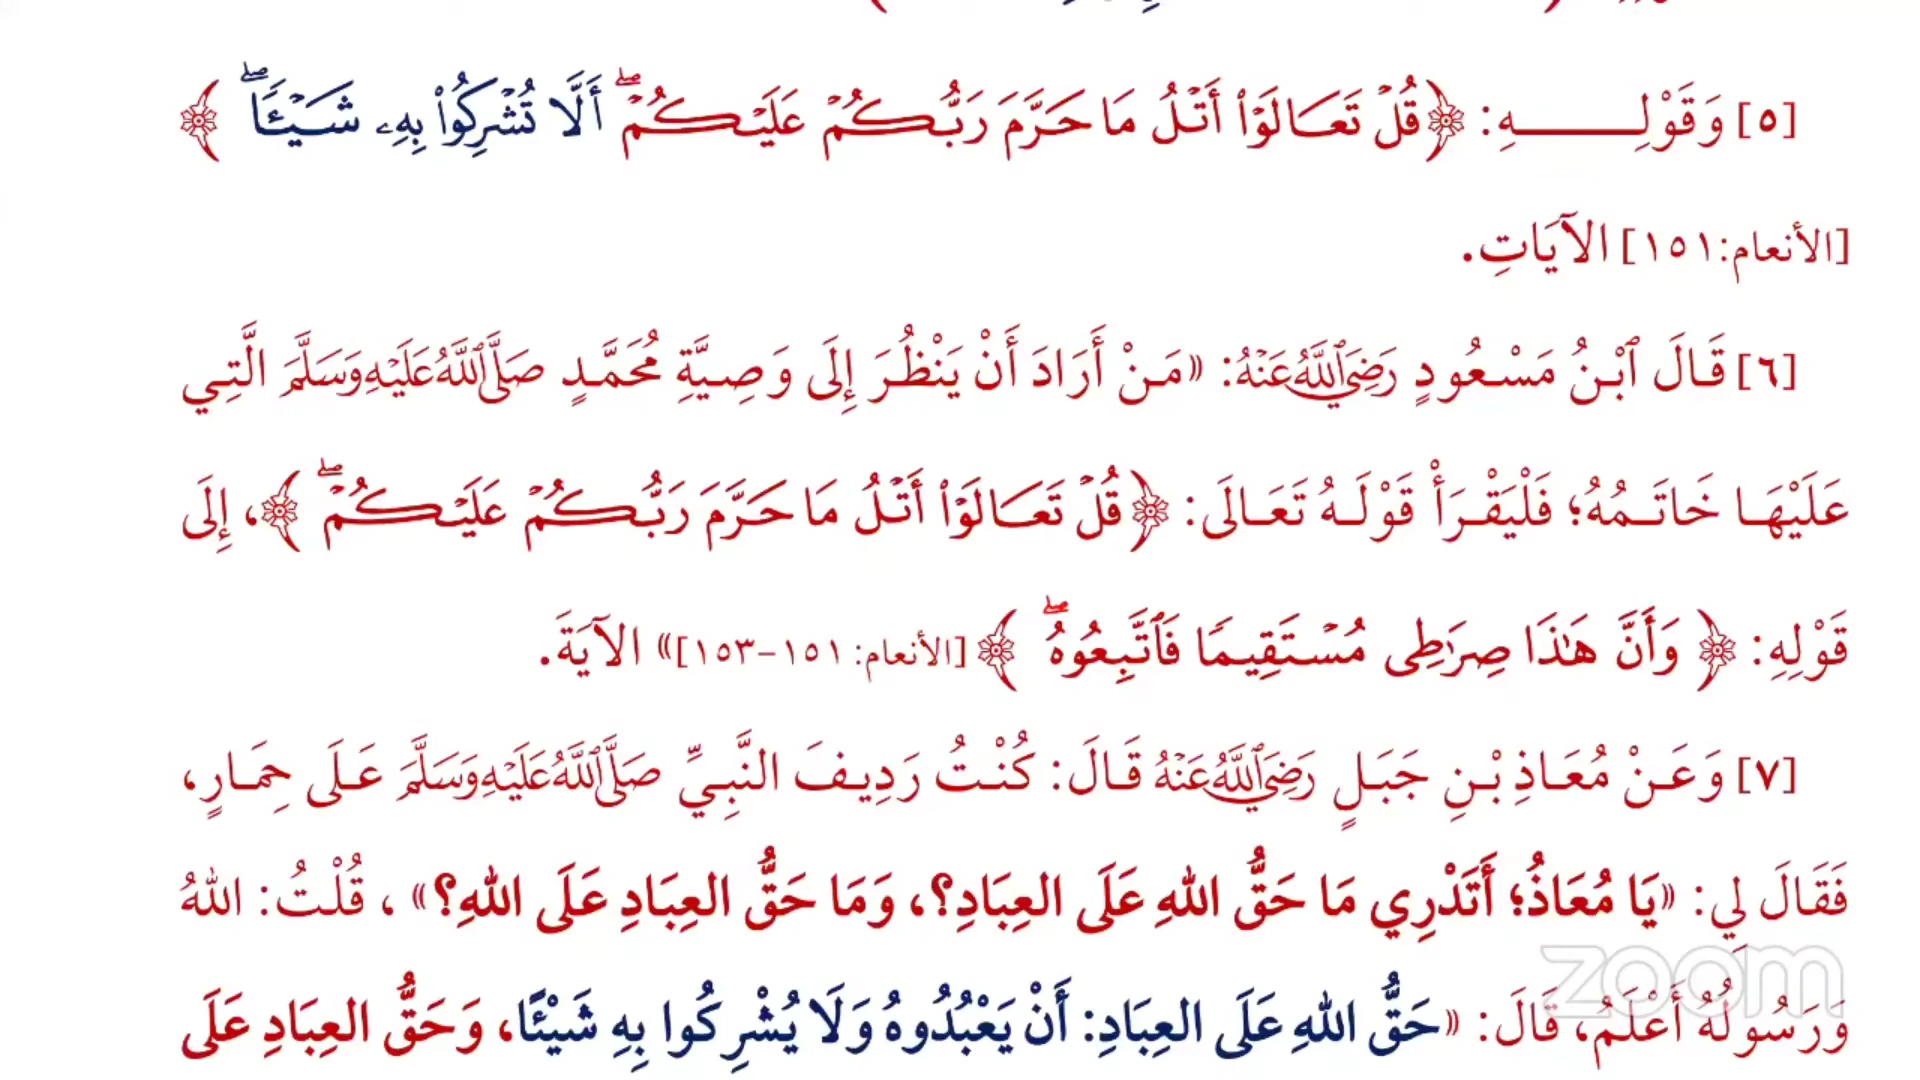 [٥] وَقَوْلِهِ: ﴿قُلْ تَعَالَوْا۟ أَتْلُ مَا حَرَّمَ رَبُّكُمْ عَلَيْكُمْ ۖ أَلَّا تُشْرِكُوا۟ بِهِۦ شَيْـًٔا ۖ﴾
[الأنعام:١٥١] الآيَاتِ.
[٦] قَالَ ٱبْنُ مَسْعُودٍ رَضِيَ ٱللَّهُ عَنْهُ: «مَنْ أَرَادَ أَنْ يَنْظُرَ إِلَى وَصِيَّةِ مُحَمَّدٍ صَلَّى ٱللَّهُ عَلَيْهِ وَسَلَّمَ الَّتِي
عَلَيْهَا خَاتَمُهُ؛ فَلْيَقْرَأْ قَوْلَهُ تَعَالَى: ﴿قُلْ تَعَالَوْا۟ أَتْلُ مَا حَرَّمَ رَبُّكُمْ عَلَيْكُمْ ۖ﴾، إِلَى
قَوْلِهِ: ﴿وَأَنَّ هَـٰذَا صِرَٰطِى مُسْتَقِيمًا فَٱتَّبِعُوهُ ۖ﴾ [الأنعام: ١٥١-١٥٣]» الآيَةَ.
[٧] وَعَنْ مُعَاذِ بْنِ جَبَلٍ رَضِيَ ٱللَّهُ عَنْهُ قَالَ: كُنْتُ رَدِيفَ النَّبِيِّ صَلَّى ٱللَّهُ عَلَيْهِ وَسَلَّمَ عَلَى حِمَارٍ،
فَقَالَ لِي: «يَا مُعَاذُ؛ أَتَدْرِي مَا حَقُّ اللهِ عَلَى العِبَادِ؟، وَمَا حَقُّ العِبَادِ عَلَى اللهِ؟» ، قُلْتُ: اللهُ
وَرَسُولُهُ أَعْلَمُ، قَالَ: «حَقُّ اللهِ عَلَى العِبَادِ: أَنْ يَعْبُدُوهُ وَلَا يُشْرِكُوا بِهِ شَيْئًا، وَحَقُّ العِبَادِ عَلَى
zoom